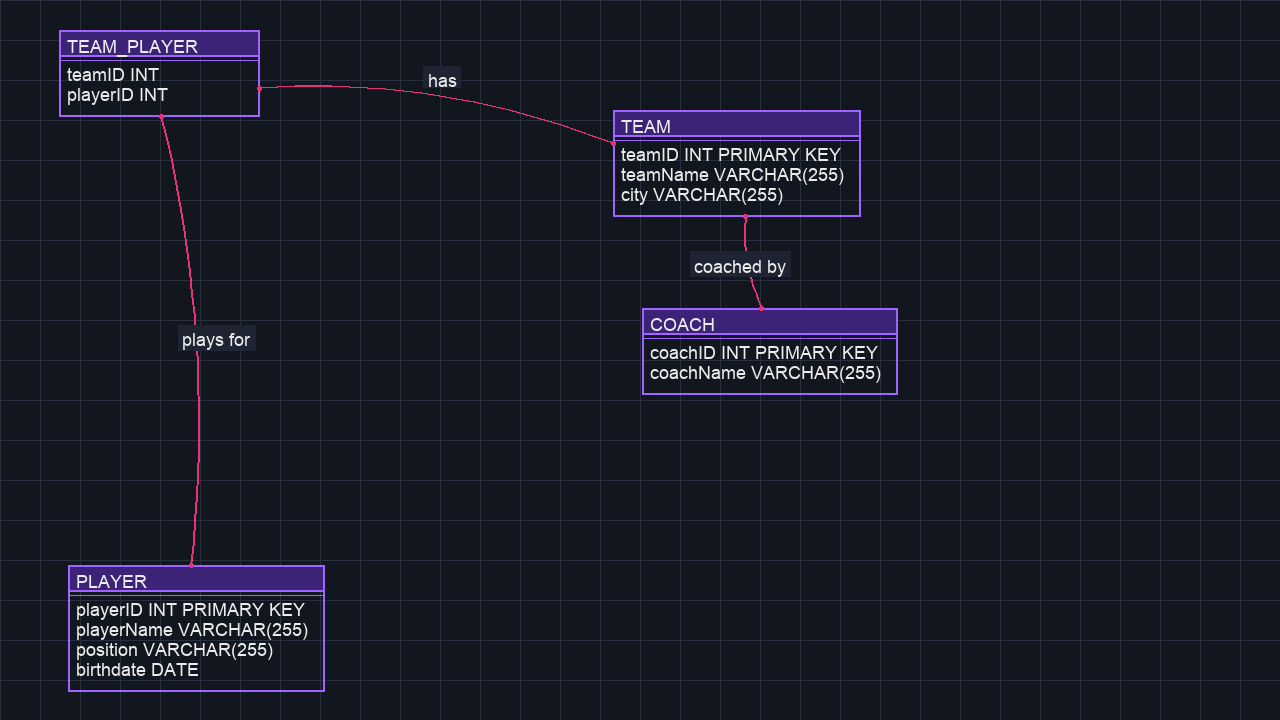 TEAM_PLAYER
teamID INT
playerID INT
has
TEAM
teamID INT PRIMARY KEY
teamName VARCHAR(255)
city VARCHAR(255)
coached by
COACH
coachID INT PRIMARY KEY
coachName VARCHAR(255)
plays for
PLAYER
playerID INT PRIMARY KEY
playerName VARCHAR(255)
position VARCHAR(255)
birthdate DATE